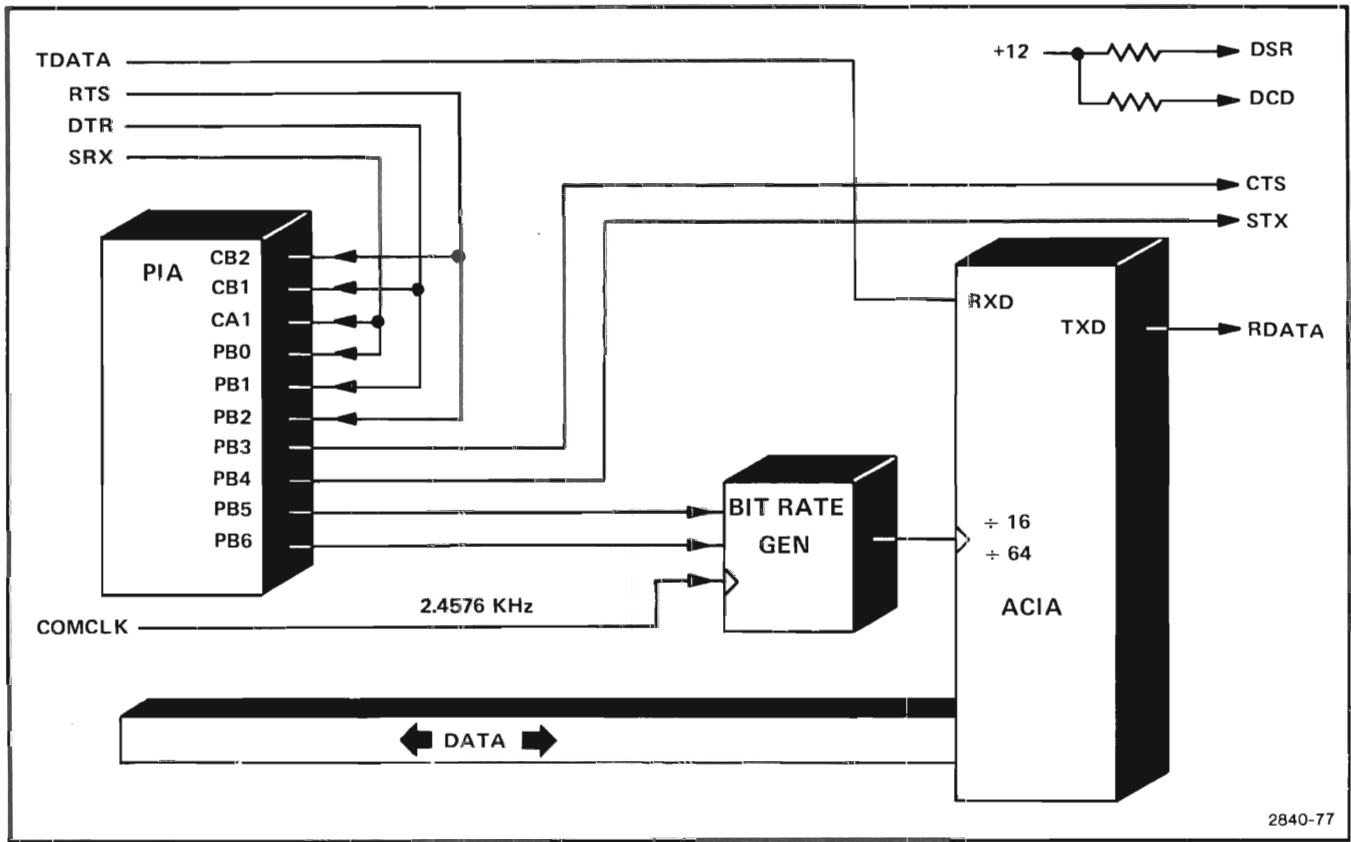 TDATA
RTS
DTR
SRX
+12
DSR
DCD
CTS
STX
PIA
CB2
CB1
CA1
PB0
PB1
PB2
PB3
PB4
PB5
PB6
RXD
TXD
RDATA
BIT RATE
GEN
÷ 16
÷ 64
ACIA
2.4576 KHz
COMCLK
DATA
2840-77